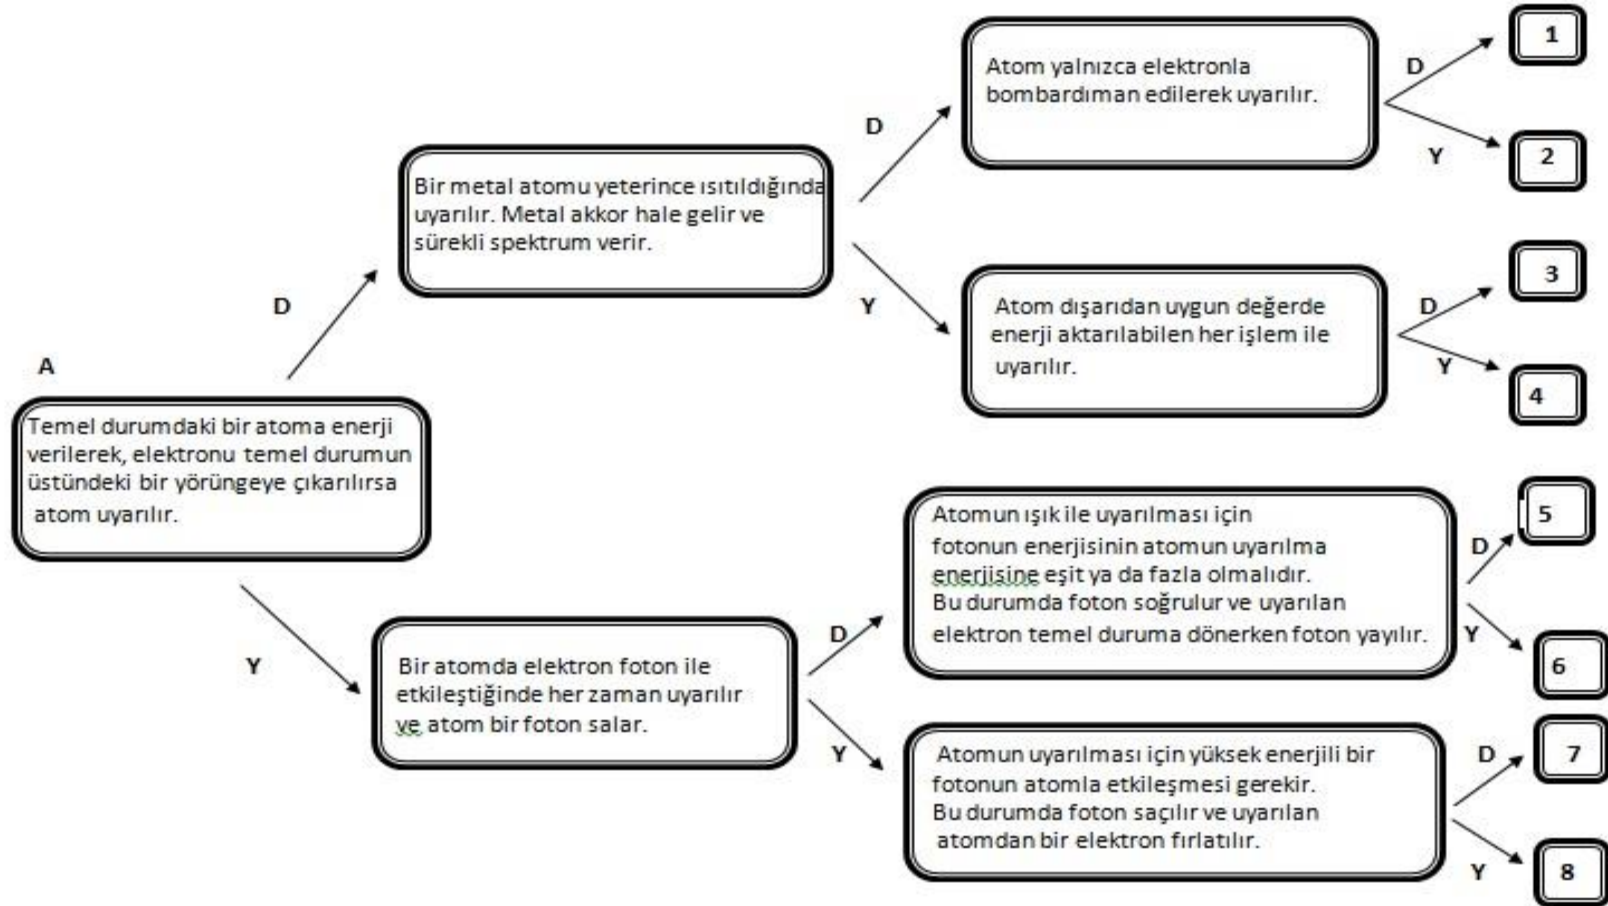 A
Temel durumdaki bir atoma enerji
verilerek, elektronu temel durumun
üstündeki bir yörüngeye çıkarılırsa
atom uyarılır.
D
Y
Bir metal atomu yeterince ısıtıldığında
uyarılır. Metal akkor hale gelir ve
sürekli spektrum verir.
D
Y
Bir atomda elektron foton ile
etkileştiğinde her zaman uyarılır
ve atom bir foton salar.
D
Y
Atom yalnızca elektronla
bombardıman edilerek uyarılır.
D
Y
1
2
Atom dışarıdan uygun değerde
enerji aktarılabilen her işlem ile
uyarılır.
D
Y
3
4
Atomun ışık ile uyarılması için
fotonun enerjisinin atomun uyarılma
enerjisine eşit ya da fazla olmalıdır.
Bu durumda foton soğrulur ve uyarılan
elektron temel duruma dönerken foton yayılır.
D
Y
5
6
Atomun uyarılması için yüksek enerjili bir
fotonun atomla etkileşmesi gerekir.
Bu durumda foton saçılır ve uyarılan
atomdan bir elektron fırlatılır.
D
Y
7
8